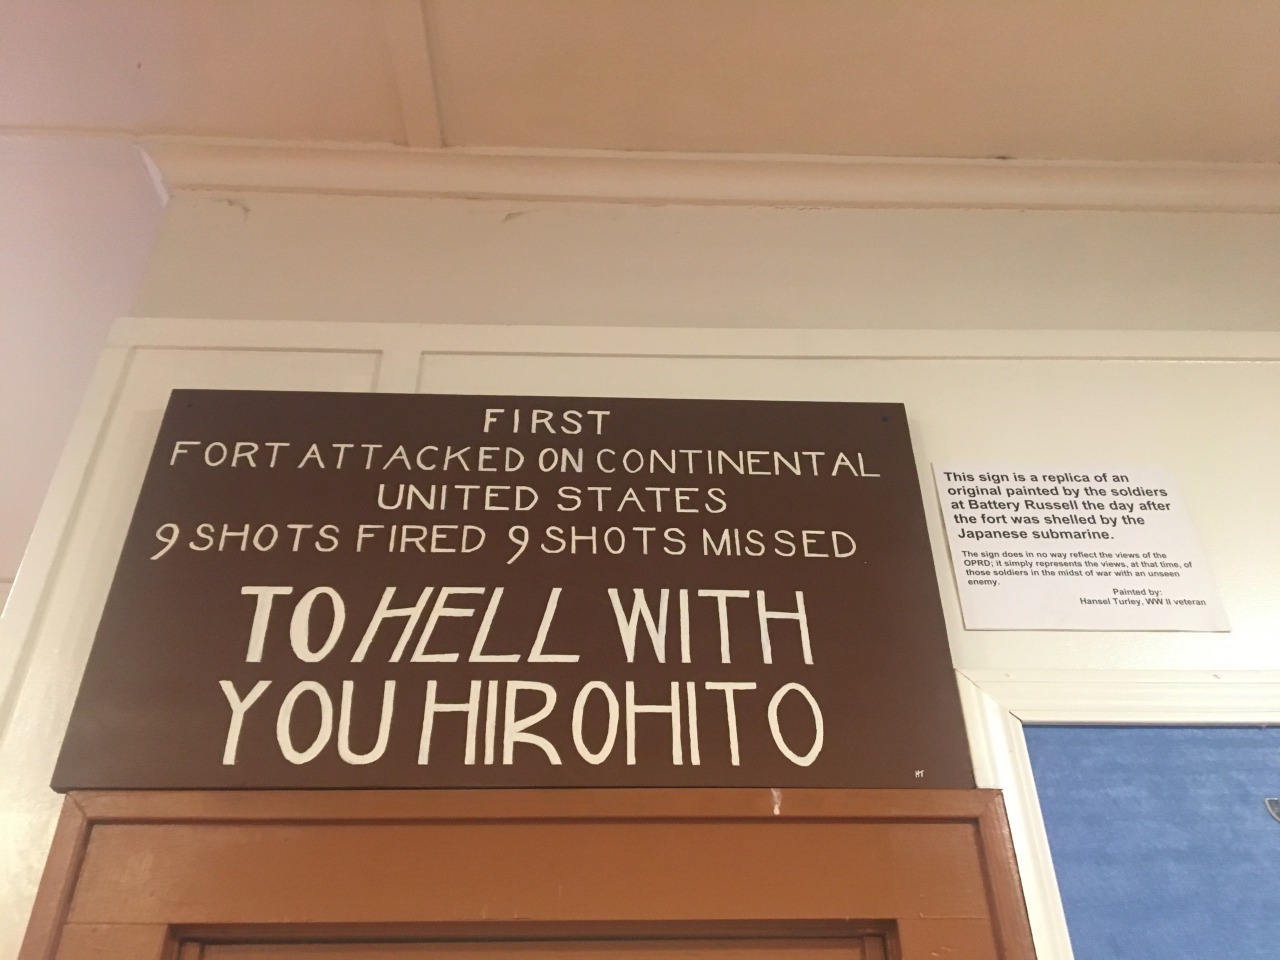 FIRST
FORT ATTACKED ON CONTINENTAL
UNITED STATES
9 SHOTS FIRED 9 SHOTS MISSED
TO HELL WITH
YOU HIROHITO
HT
This sign is a replica of an
original painted by the soldiers
at Battery Russell the day after
the fort was shelled by the
Japanese submarine.
The sign does in no way reflect the views of the
OPRD; it simply represents the views, at that time, of
those soldiers in the midst of war with an unseen
enemy.
Painted by:
Hansel Turley, WW II veteran